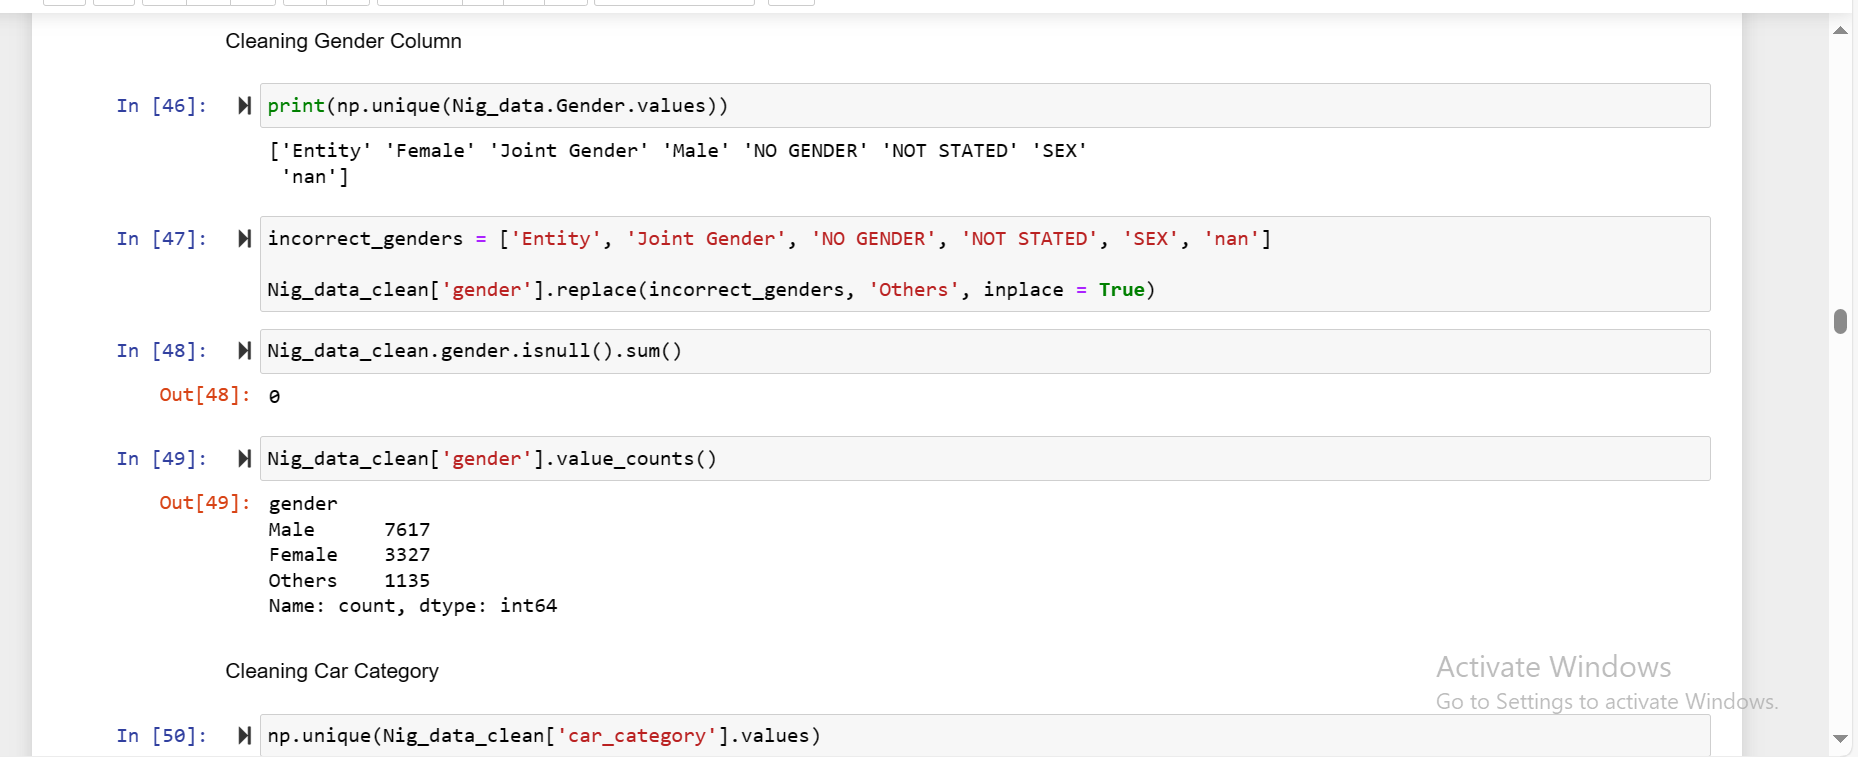 Cleaning Gender Column
In [46]: print(np.unique(Nig_data.Gender.values))
['Entity' 'Female' 'Joint Gender' 'Male' 'NO GENDER' 'NOT STATED' 'SEX'
'nan']
In [47]: incorrect_genders = ['Entity', 'Joint Gender', 'NO GENDER', 'NOT STATED', 'SEX', 'nan']
Nig_data_clean['gender'].replace(incorrect_genders, 'Others', inplace = True)
In [48]: Nig_data_clean.gender.isnull().sum()
Out[48]: 0
In [49]: Nig_data_clean['gender'].value_counts()
Out[49]: gender
Male 7617
Female 3327
Others 1135
Name: count, dtype: int64
Cleaning Car Category
Activate Windows
Go to Settings to activate Windows.
In [50]: np.unique(Nig_data_clean['car_category'].values)